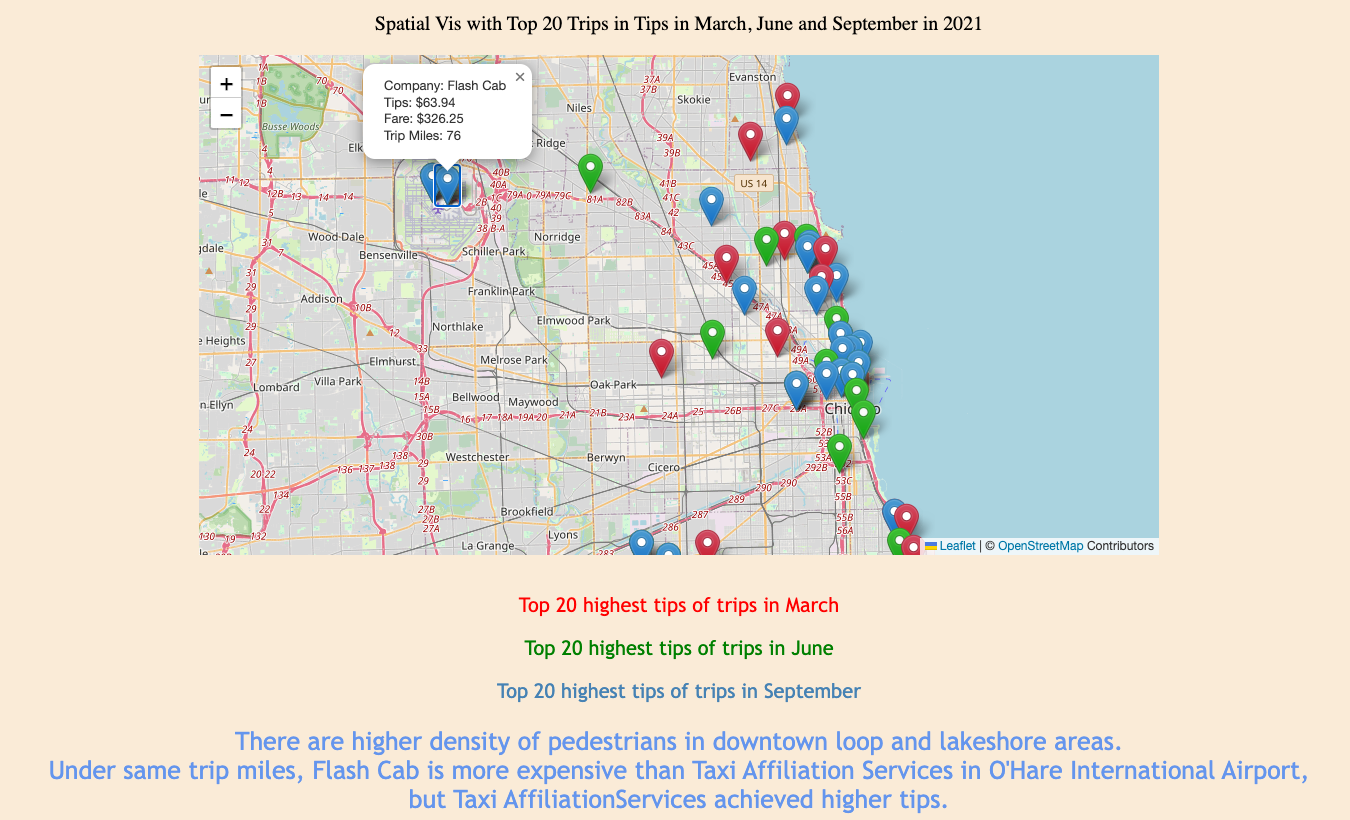 Spatial Vis with Top 20 Trips in Tips in March, June and September in 2021
+
−
Company: Flash Cab
Tips: $63.94
Fare: $326.25
Trip Miles: 76
×
Evanston
Skokie
Niles
Busse Woods
Elk
Ridge
US 14
Wood Dale
Norridge
Bensenville
Schiller Park
Franklin Park
Addison
Northlake
Elmwood Park
Elmhurst
Melrose Park
Lombard
Villa Park
Oak Park
Bellwood
Maywood
Heights
n Ellyn
Westchester
Berwyn
Cicero
Brookfield
La Grange
Lyons
Leaflet | © OpenStreetMap Contributors
Top 20 highest tips of trips in March
Top 20 highest tips of trips in June
Top 20 highest tips of trips in September
There are higher density of pedestrians in downtown loop and lakeshore areas.
Under same trip miles, Flash Cab is more expensive than Taxi Affiliation Services in O'Hare International Airport,
but Taxi AffiliationServices achieved higher tips.